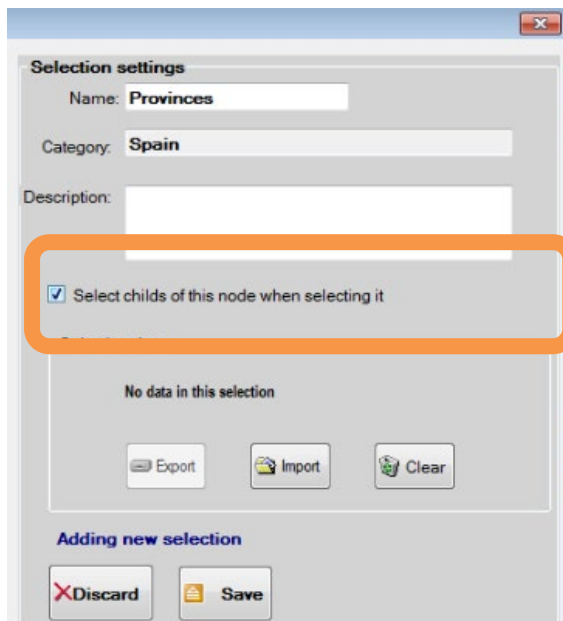 Selection settings
Name: Provinces
Category: Spain
Description:
Select childs of this node when selecting it
No data in this selection
Export Import Clear
Adding new selection
Discard Save